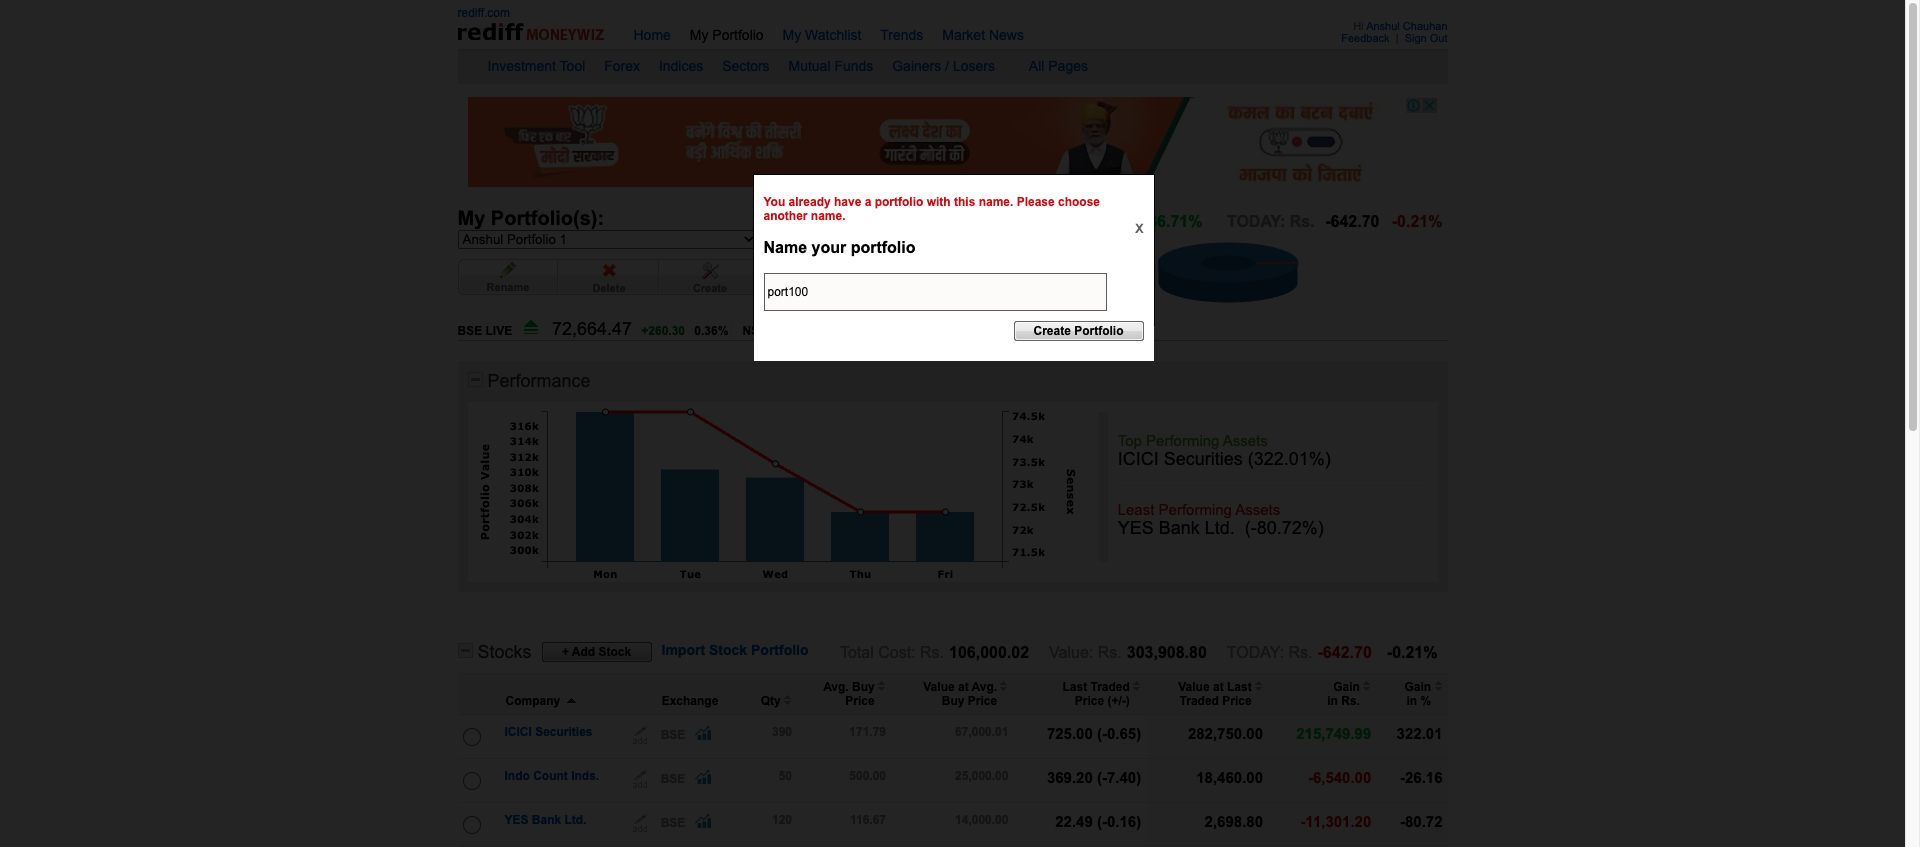 rediff.com
rediff MONEYWIZ Home My Portfolio My Watchlist Trends Market News
Hi Anshul Chauhan
Feedback | Sign Out
Investment Tool Forex Indices Sectors Mutual Funds Gainers / Losers All Pages
फिर एक बार
मोदी सरकार
बनेंगे विश्व की तीसरी
बड़ी आर्थिक शक्ति
लक्ष्य देश का
गारंटी मोदी की
कमल का बटन दबाएं
भाजपा को जिताएं
You already have a portfolio with this name. Please choose
another name.
X
Name your portfolio
port100
Create Portfolio
My Portfolio(s):
6.71% TODAY: Rs. -642.70 -0.21%
Anshul Portfolio 1
Rename Delete Create
BSE LIVE 72,664.47 +260.30 0.36%
Performance
Portfolio Value
316k
314k
312k
310k
308k
306k
304k
302k
300k
Mon Tue Wed Thu Fri
74.5k
74k
73.5k
73k
72.5k
72k
71.5k
Sensex
Top Performing Assets
ICICI Securities (322.01%)
Least Performing Assets
YES Bank Ltd. (-80.72%)
Stocks + Add Stock Import Stock Portfolio Total Cost: Rs. 106,000.02 Value: Rs. 303,908.80 TODAY: Rs. -642.70 -0.21%
Company Exchange Qty Avg. Buy Price Value at Avg. Buy Price Last Traded Price (+/-) Value at Last Traded Price Gain in Rs. Gain in %
ICICI Securities add BSE 390 171.79 67,000.01 725.00 (-0.65) 282,750.00 215,749.99 322.01
Indo Count Inds. add BSE 50 500.00 25,000.00 369.20 (-7.40) 18,460.00 -6,540.00 -26.16
YES Bank Ltd. add BSE 120 116.67 14,000.00 22.49 (-0.16) 2,698.80 -11,301.20 -80.72